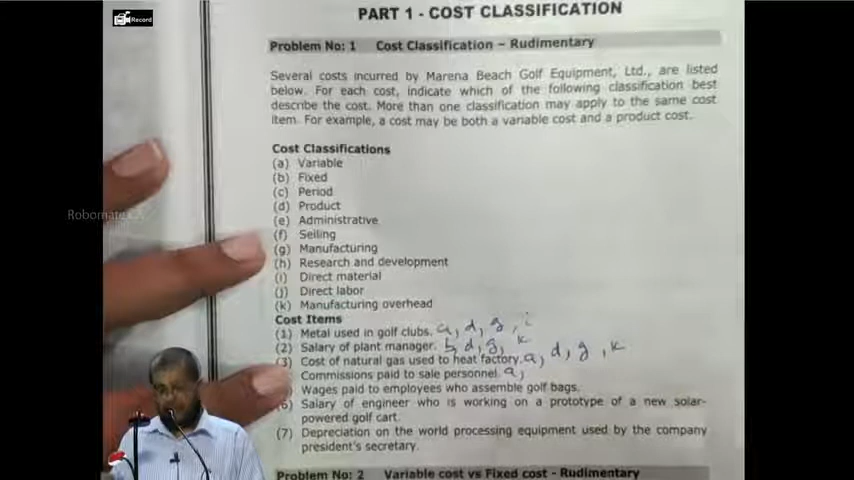 Record
PART 1 - COST CLASSIFICATION
Problem No: 1 Cost Classification – Rudimentary
Several costs incurred by Marena Beach Golf Equipment, Ltd., are listed
below. For each cost, indicate which of the following classification best
describe the cost. More than one classification may apply to the same cost
item. For example, a cost may be both a variable cost and a product cost.
Cost Classifications
(a) Variable
(b) Fixed
(c) Period
(d) Product
Robomate
(e) Administrative
(f) Selling
(g) Manufacturing
(h) Research and development
(i) Direct material
(j) Direct labor
(k) Manufacturing overhead
Cost Items
(1) Metal used in golf clubs. a, d, g, i
(2) Salary of plant manager. b, d, g, k
(3) Cost of natural gas used to heat factory. a, d, g, k
Commissions paid to sale personnel. a,
Wages paid to employees who assemble golf bags.
(6) Salary of engineer who is working on a prototype of a new solar-
powered golf cart.
(7) Depreciation on the world processing equipment used by the company
president's secretary.
Problem No: 2 Variable cost vs Fixed cost - Rudimentary